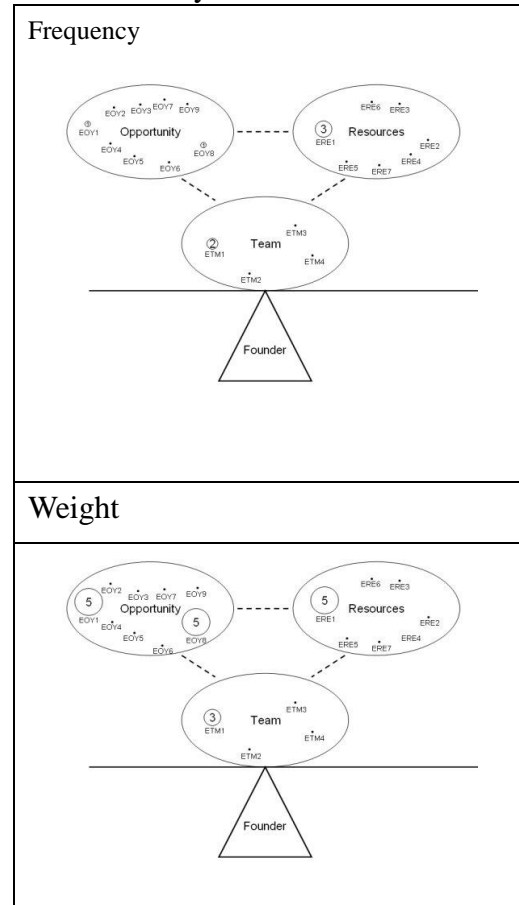 Frequency
EOY2 EOY3 EOY7 EOY9
EOY1 Opportunity
EOY4 EOY8
EOY5 EOY6
ERE6 ERE3
3 Resources
ERE1 ERE2
ERE4
ERE5 ERE7
ETM3
2 Team
ETM1 ETM4
ETM2
Founder
Weight
EOY2 EOY3 EOY7 EOY9
5 Opportunity
EOY1 EOY4 5
EOY5 EOY8
EOY6
ERE6 ERE3
5 Resources
ERE1 ERE2
ERE4
ERE5 ERE7
ETM3
3 Team
ETM1 ETM4
ETM2
Founder